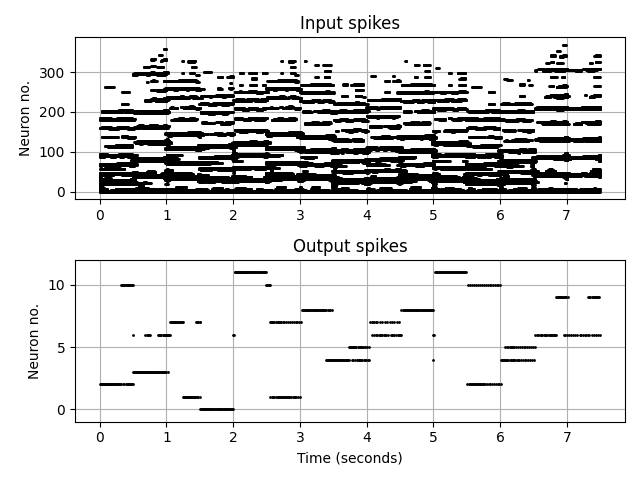 Input spikes
Neuron no.
300
200
100
0
0 1 2 3 4 5 6 7
Output spikes
Neuron no.
10
5
0
0 1 2 3 4 5 6 7
Time (seconds)